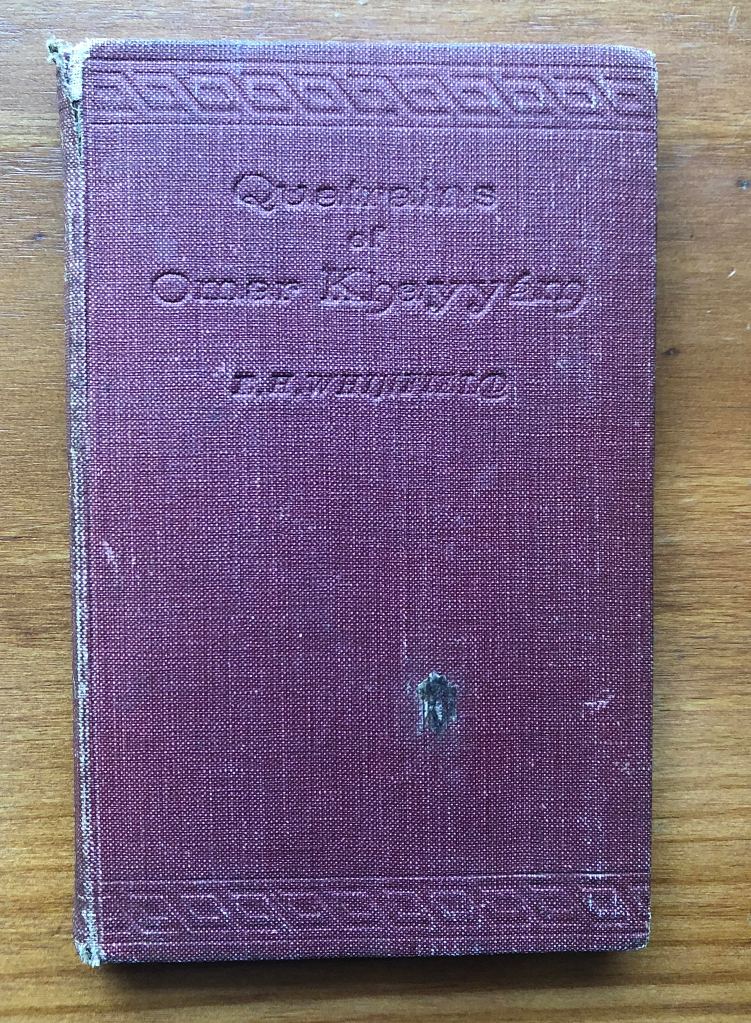 Quatrains
of
Omar Khayyám
E.H. WHINFIELD